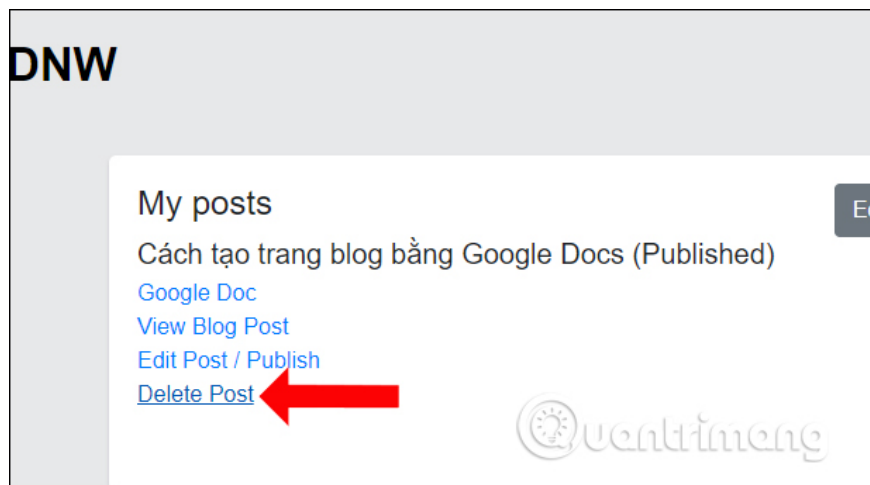 DNW
My posts
Cách tạo trang blog bằng Google Docs (Published)
Google Doc
View Blog Post
Edit Post / Publish
Delete Post
Quantrimang